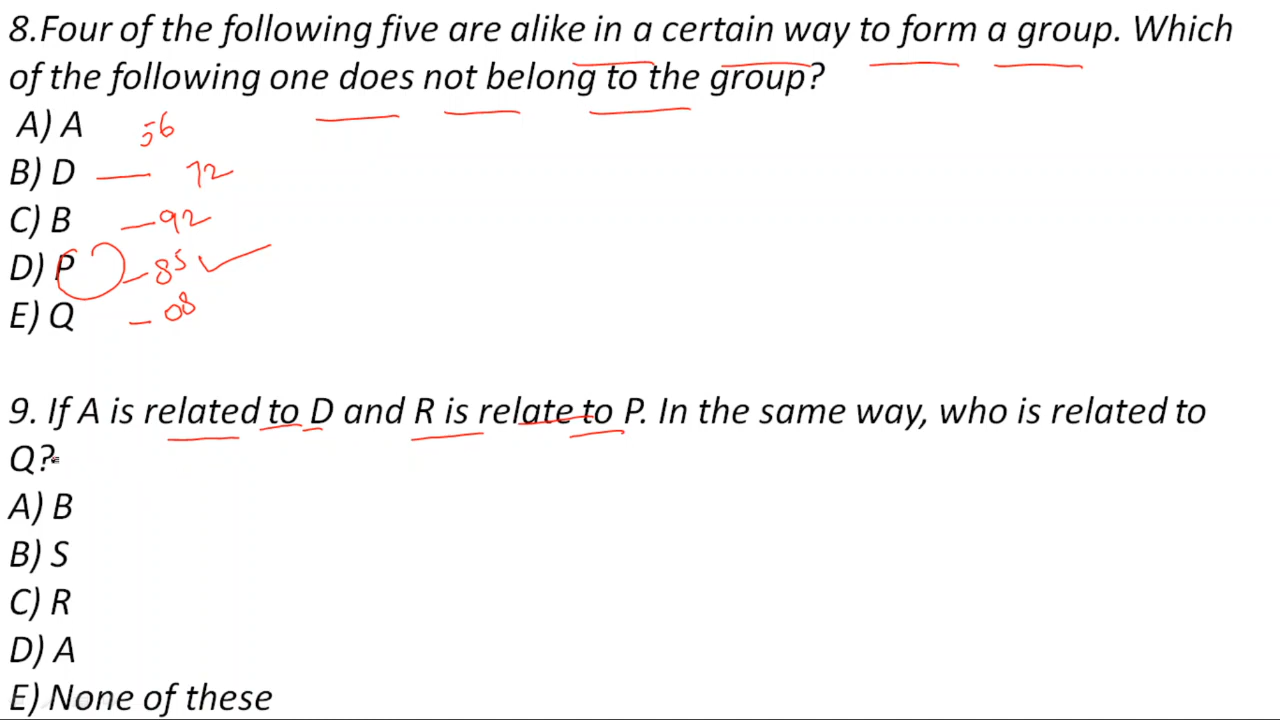 8.Four of the following five are alike in a certain way to form a group. Which
of the following one does not belong to the group?
A) A 56
B) D — 72
C) B — 92
D) P — 85 ✓
E) Q — 08
9. If A is related to D and R is relate to P. In the same way, who is related to
Q?
A) B
B) S
C) R
D) A
E) None of these